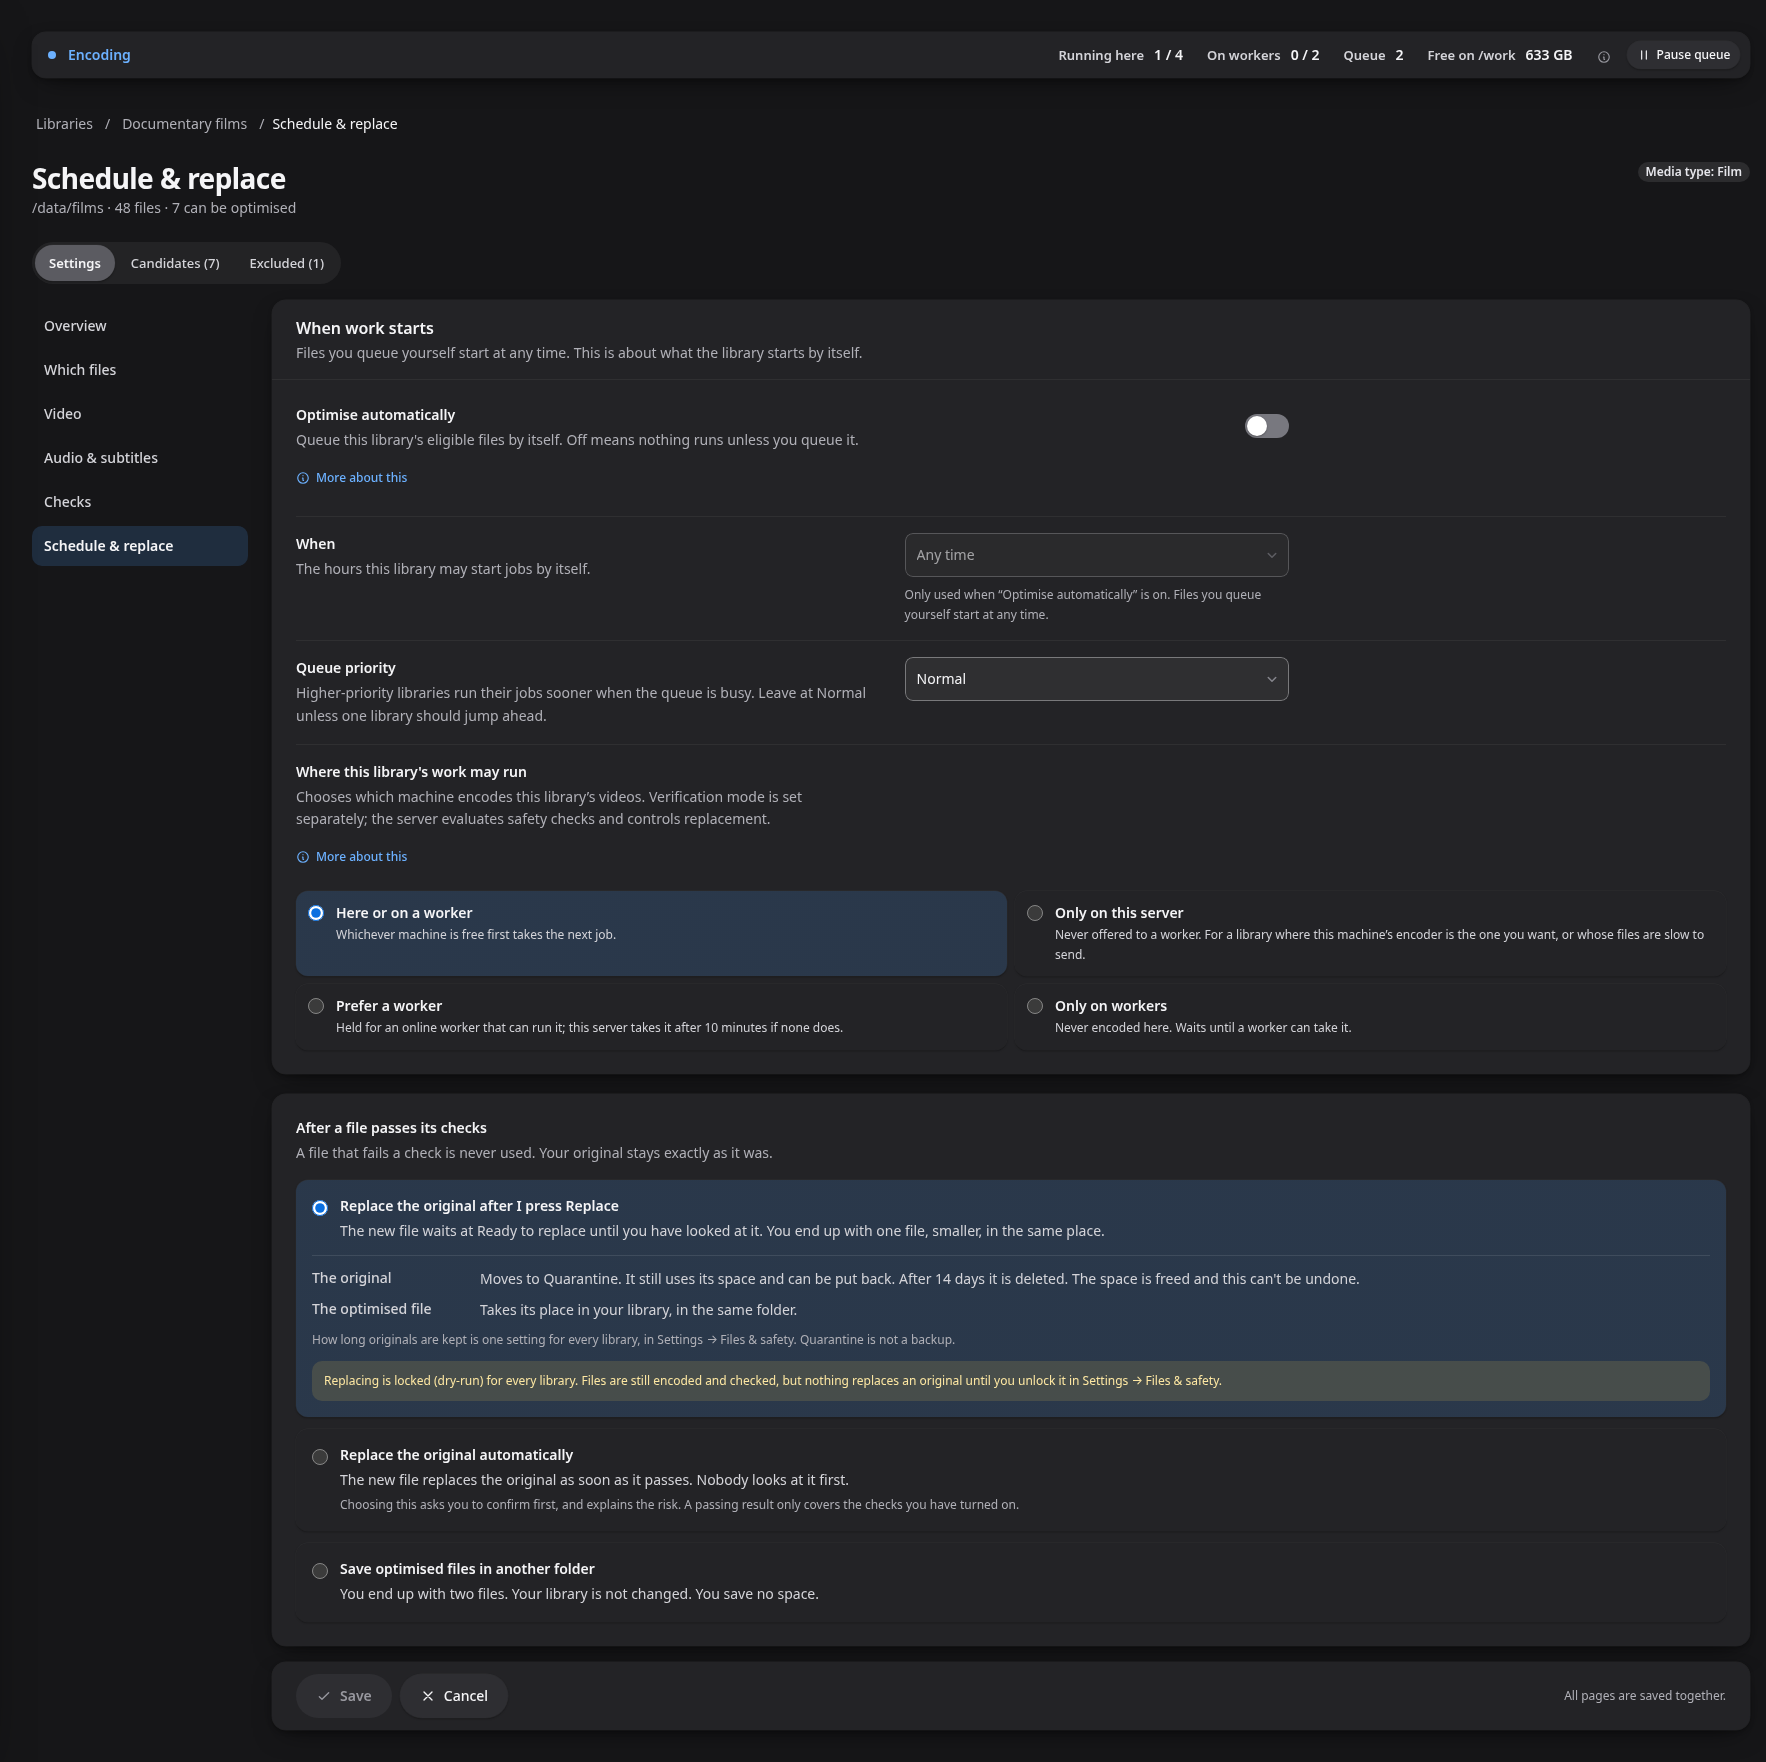 Encoding
Running here 1 / 4 On workers 0 / 2 Queue 2 Free on /work 633 GB Pause queue
Libraries / Documentary films / Schedule & replace
Schedule & replace
Media type: Film
/data/films · 48 files · 7 can be optimised
Settings Candidates (7) Excluded (1)
Overview
Which files
Video
Audio & subtitles
Checks
Schedule & replace
When work starts
Files you queue yourself start at any time. This is about what the library starts by itself.
Optimise automatically
Queue this library's eligible files by itself. Off means nothing runs unless you queue it.
More about this
When
The hours this library may start jobs by itself.
Any time
Only used when “Optimise automatically” is on. Files you queue
yourself start at any time.
Queue priority
Higher-priority libraries run their jobs sooner when the queue is busy. Leave at Normal
unless one library should jump ahead.
Normal
Where this library's work may run
Chooses which machine encodes this library’s videos. Verification mode is set
separately; the server evaluates safety checks and controls replacement.
More about this
Here or on a worker
Whichever machine is free first takes the next job.
Only on this server
Never offered to a worker. For a library where this machine’s encoder is the one you want, or whose files are slow to
send.
Prefer a worker
Held for an online worker that can run it; this server takes it after 10 minutes if none does.
Only on workers
Never encoded here. Waits until a worker can take it.
After a file passes its checks
A file that fails a check is never used. Your original stays exactly as it was.
Replace the original after I press Replace
The new file waits at Ready to replace until you have looked at it. You end up with one file, smaller, in the same place.
The original Moves to Quarantine. It still uses its space and can be put back. After 14 days it is deleted. The space is freed and this can't be undone.
The optimised file Takes its place in your library, in the same folder.
How long originals are kept is one setting for every library, in Settings → Files & safety. Quarantine is not a backup.
Replacing is locked (dry-run) for every library. Files are still encoded and checked, but nothing replaces an original until you unlock it in Settings → Files & safety.
Replace the original automatically
The new file replaces the original as soon as it passes. Nobody looks at it first.
Choosing this asks you to confirm first, and explains the risk. A passing result only covers the checks you have turned on.
Save optimised files in another folder
You end up with two files. Your library is not changed. You save no space.
Save Cancel
All pages are saved together.